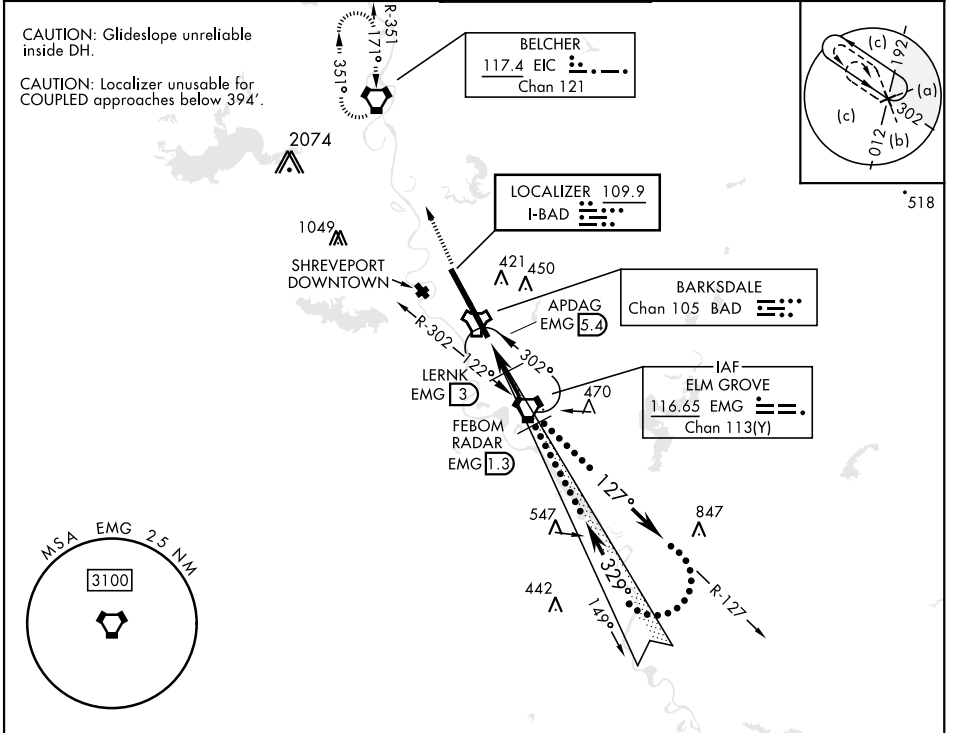 CAUTION: Glideslope unreliable
inside DH.
CAUTION: Localizer unusable for
COUPLED approaches below 394'.
R-351
171°
351°
BELCHER
117.4 EIC
Chan 121
(c)
192
(a)
302
(c)
(b)
012
518
2074
LOCALIZER 109.9
I-BAD
1049
SHREVEPORT
DOWNTOWN
421
450
BARKSDALE
Chan 105 BAD
APDAG
EMG 5.4
R-302
122°
302°
LERNK
EMG 3
IAF
ELM GROVE
116.65 EMG
Chan 113(Y)
470
FEBOM
RADAR
EMG 1.3
127°
547
847
329°
442
149°
R-127
MSA EMG 25 NM
3100